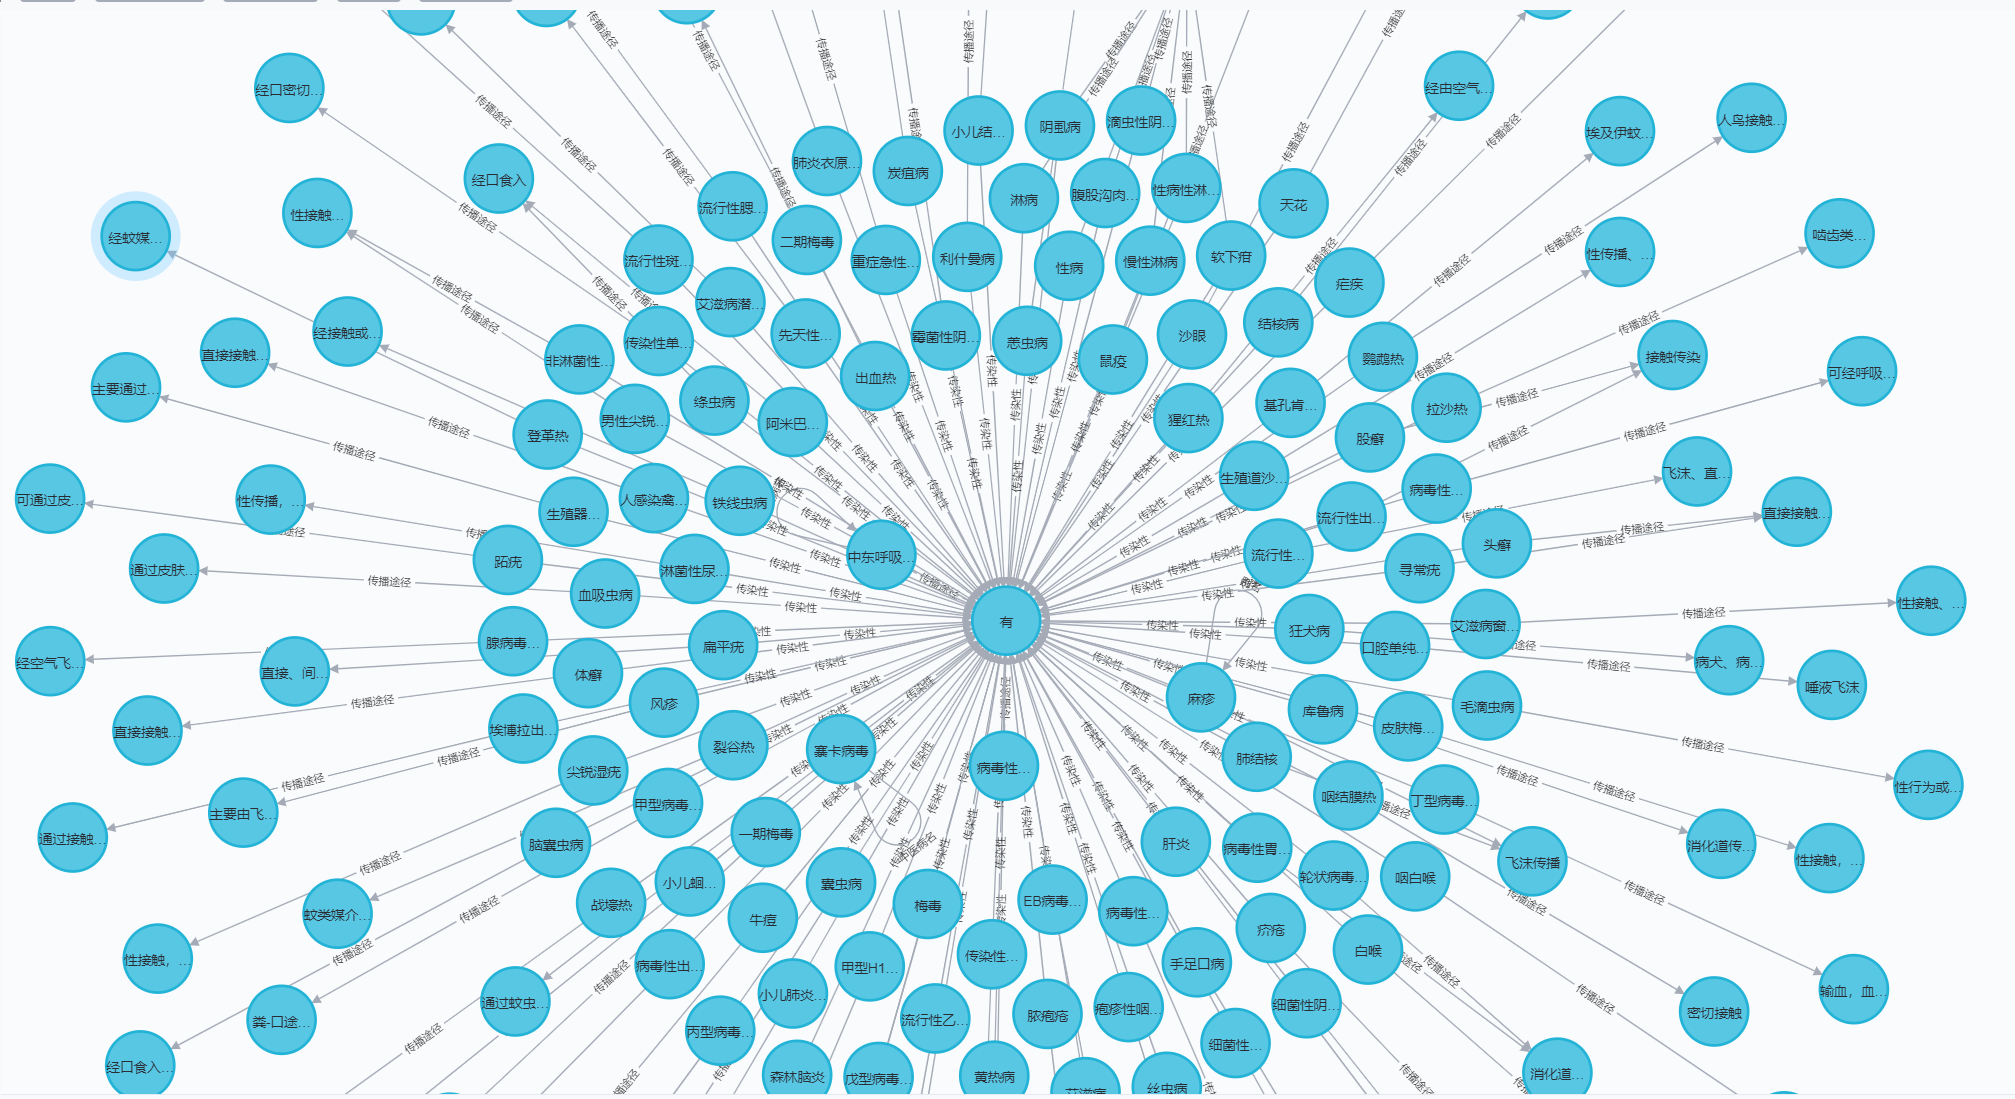 经口密切...
经由空气...
小儿结...
阴虱病
滴虫性阴...
埃及伊蚊...
人鸟接触...
肺炎衣原...
炭疽病
经口食入
性接触...
流行性腮...
淋病
腹股沟肉...
性病性淋...
天花
经蚊媒...
二期梅毒
性传播、...
啮齿类...
流行性斑...
重症急性...
利什曼病
性病
慢性淋病
软下疳
疟疾
艾滋病潜...
经接触或...
直接接触...
先天性...
传染性单...
霉菌性阴...
恙虫病
沙眼
结核病
非淋菌性...
鼠疫
鹦鹉热
接触传染
主要通过...
出血热
可经呼吸...
绦虫病
基孔肯...
拉沙热
男性尖锐...
阿米巴...
猩红热
登革热
股癣
可通过皮...
性传播，...
人感染禽...
铁线虫病
生殖道沙...
病毒性...
飞沫、直...
生殖器...
流行性出...
直接接触...
通过皮肤...
跖疣
淋菌性尿...
中东呼吸...
流行性...
寻常疣
头癣
血吸虫病
有
狂犬病
艾滋病窗...
性接触、...
腺病毒...
扁平疣
口腔单纯...
经空气飞...
直接、间...
体癣
病犬、病...
唾液飞沫
风疹
麻疹
库鲁病
毛滴虫病
直接接触...
埃博拉出...
裂谷热
寨卡病毒
皮肤梅...
尖锐湿疣
病毒性...
肺结核
性行为或...
主要由飞...
甲型病毒...
咽结膜热
丁型病毒...
通过接触...
脑囊虫病
一期梅毒
肝炎
病毒性胃...
消化道传...
飞沫传播
性接触，...
小儿蛔...
囊虫病
轮状病毒...
咽白喉
蚊类媒介...
战壕热
牛痘
梅毒
EB病毒...
病毒性...
疥疮
性接触，...
病毒性出...
甲型H1...
传染性...
手足口病
白喉
输血，血...
粪-口途...
通过蚊虫...
小儿肺炎...
流行性乙...
脓疱疮
疱疹性咽...
细菌性阴...
密切接触
丙型病毒...
细菌性...
经口食入...
森林脑炎
戊型病毒...
黄热病
丝虫病
消化道...
传播途径
传染性